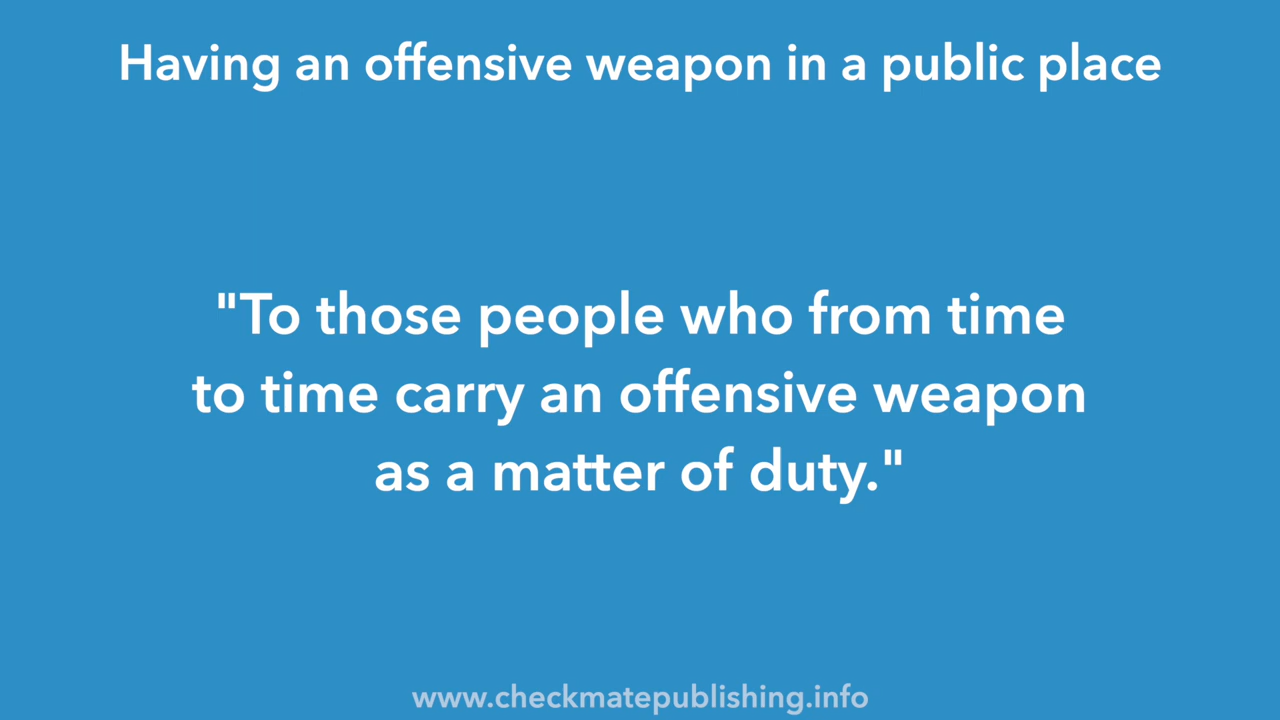 Having an offensive weapon in a public place
"To those people who from time
to time carry an offensive weapon
as a matter of duty."
www.checkmatepublishing.info